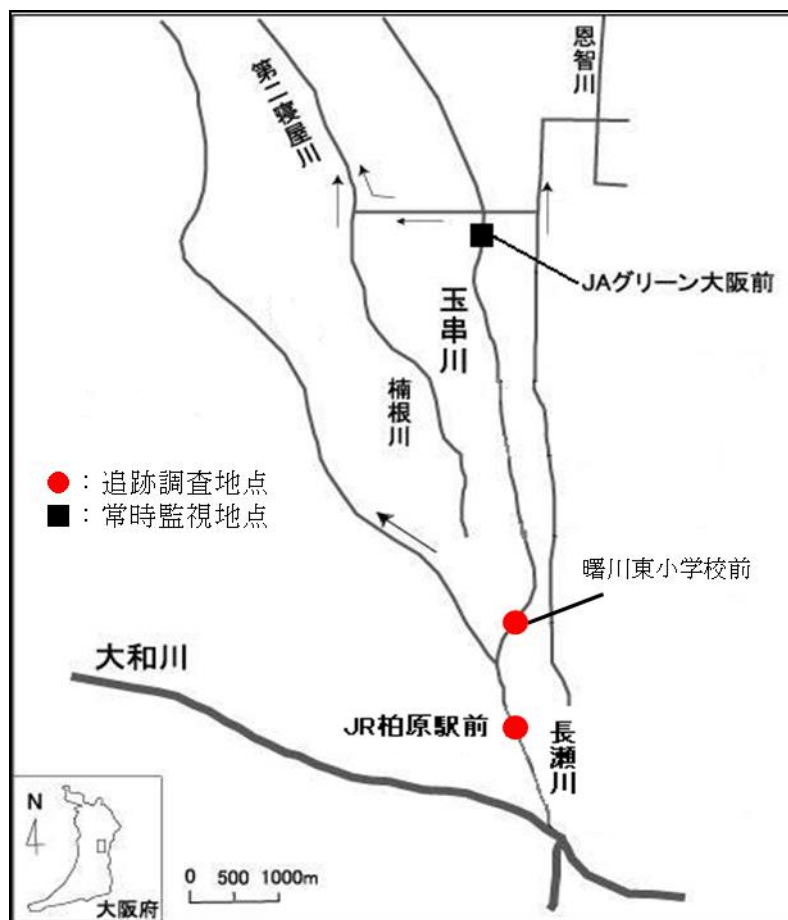 恩智川
第二寝屋川
JAグリーン大阪前
玉串川
楠根川
●：追跡調査地点
■：常時監視地点
曙川東小学校前
大和川
JR柏原駅前
長瀬川
N
大阪府
0 500 1000m